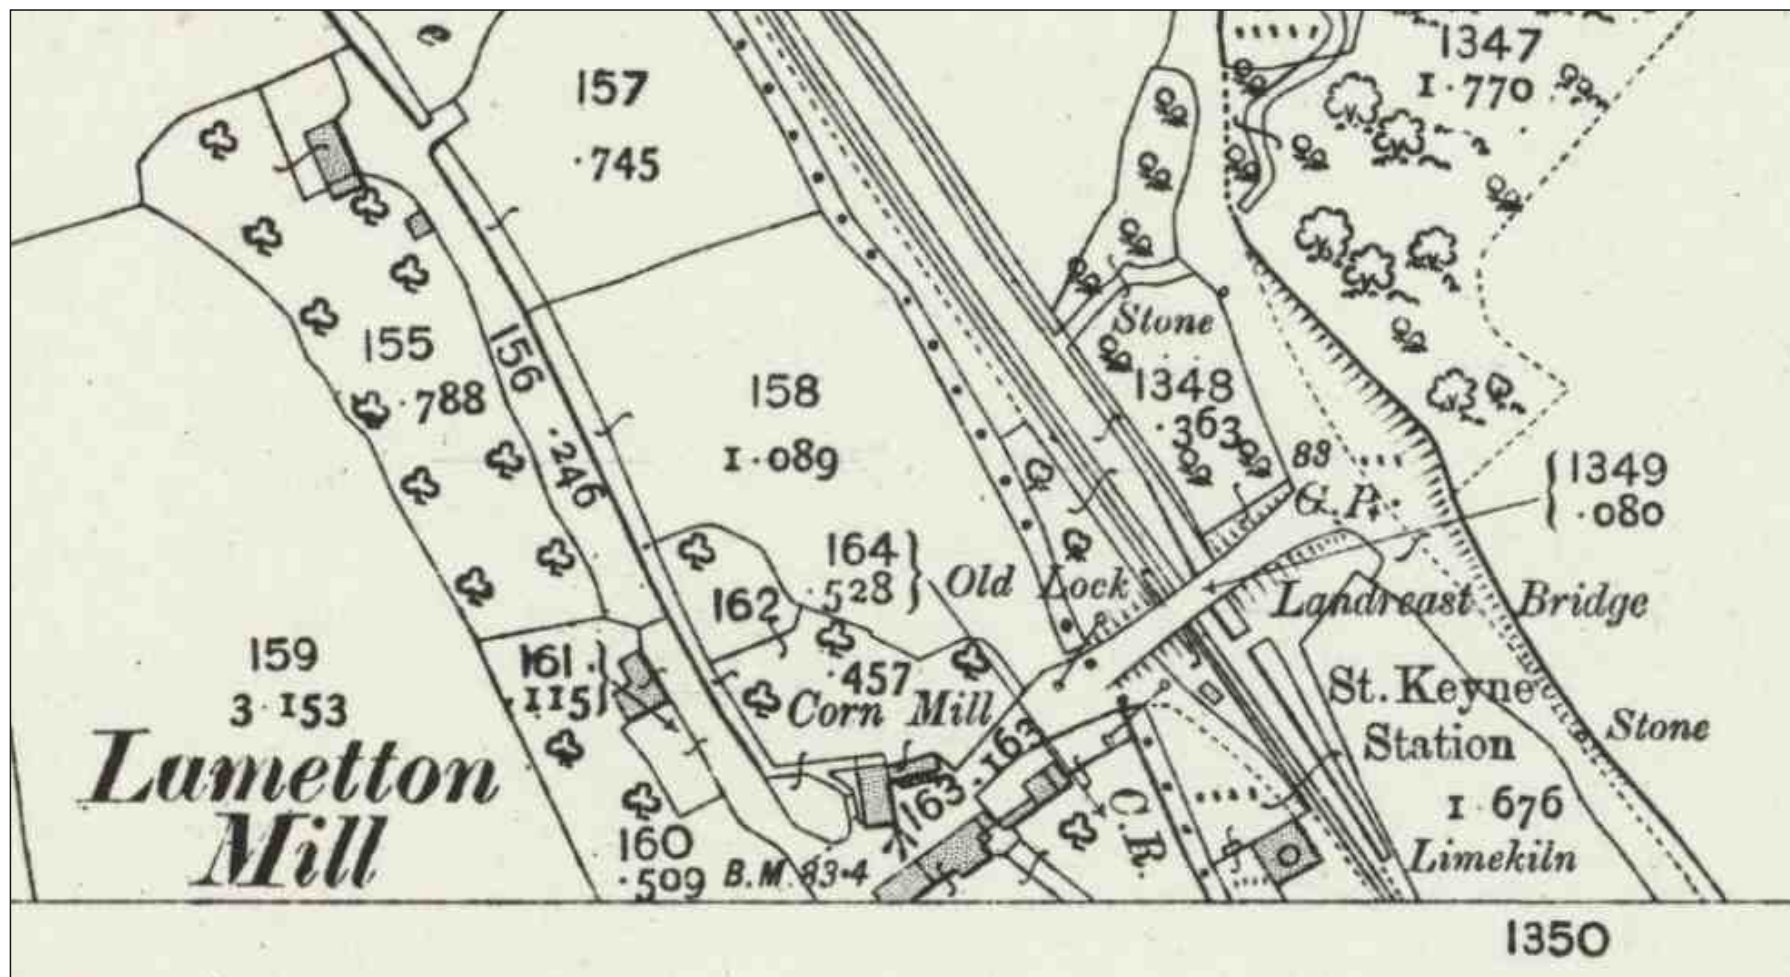 157
·745
1347
1·770
155
·788
156
·246
158
1·089
Stone
1348
·363
88
G.P.
1349
·080
164
·528
Old Lock
Landreast Bridge
162
·457
161
·115
159
3·153
Corn Mill
163
·163
St. Keyne
Station
1·676
Stone
Lametton
Mill
160
·509
B.M. 83·4
C.R.
Limekiln
1350